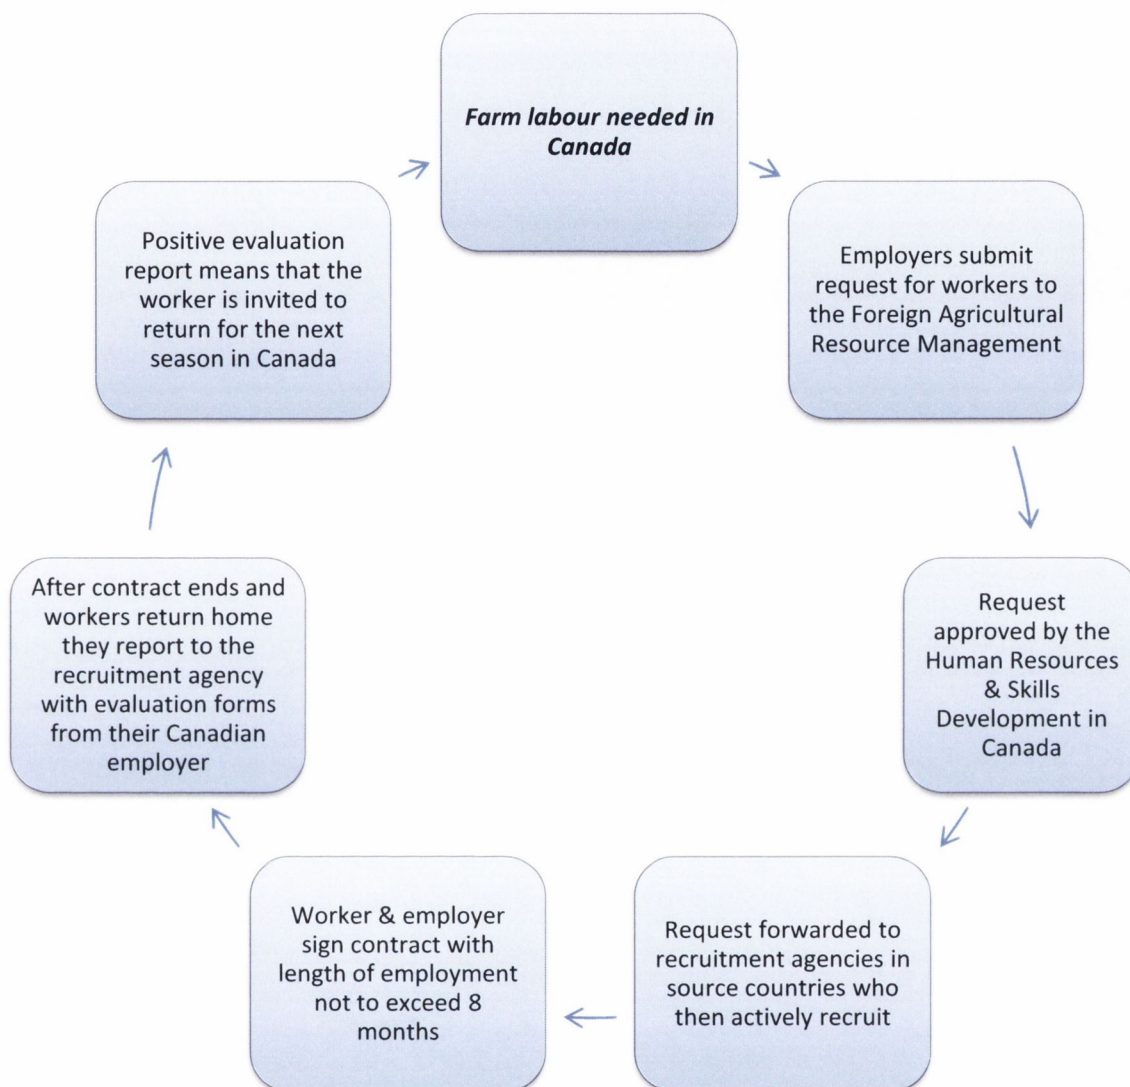 Farm labour needed in
Canada
Employers submit
request for workers to
the Foreign Agricultural
Resource Management
Request
approved by the
Human Resources
& Skills
Development in
Canada
Request forwarded to
recruitment agencies in
source countries who
then actively recruit
Worker & employer
sign contract with
length of employment
not to exceed 8
months
After contract ends and
workers return home
they report to the
recruitment agency
with evaluation forms
from their Canadian
employer
Positive evaluation
report means that the
worker is invited to
return for the next
season in Canada